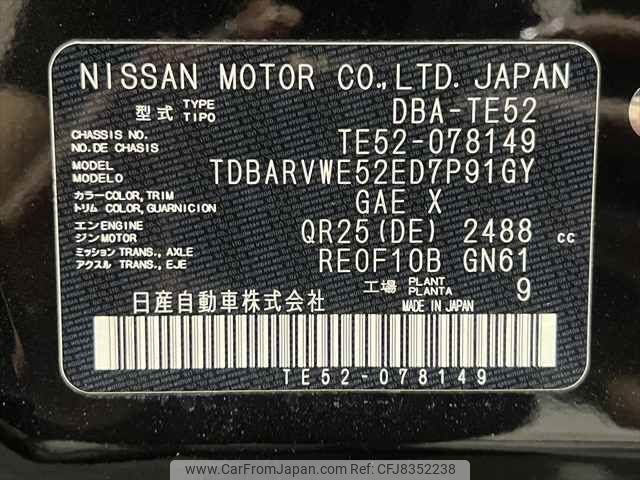 NISSAN MOTOR CO.,LTD. JAPAN
型式 TYPE TIPO DBA-TE52
CHASSIS NO. NO.DE CHASIS TE52-078149
MODEL MODELO TDBARVWE52ED7P91GY
カラー COLOR, TRIM GAE X
トリム COLOR, GUARNICION
エンジン ENGINE MOTOR QR25(DE) 2488 cc
ミッション TRANS., AXLE RE0F10B GN61
アクスル TRANS., EJE
工場 PLANT PLANTA 9
日産自動車株式会社 MADE IN JAPAN
TE52-078149
www.CarFromJapan.com | Photo ID: CFJ8352238